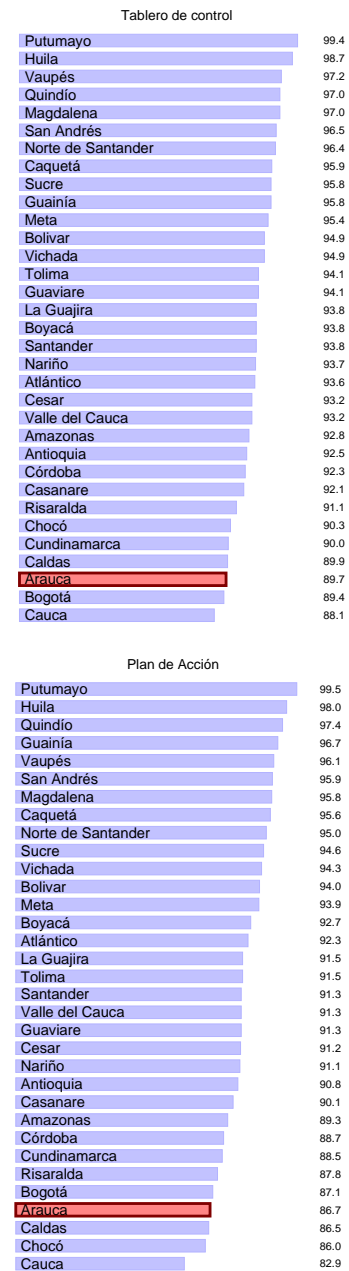 Tablero de control
Putumayo 99.4
Huila 98.7
Vaupés 97.2
Quindío 97.0
Magdalena 97.0
San Andrés 96.5
Norte de Santander 96.4
Caquetá 95.9
Sucre 95.8
Guainía 95.8
Meta 95.4
Bolivar 94.9
Vichada 94.9
Tolima 94.1
Guaviare 94.1
La Guajira 93.8
Boyacá 93.8
Santander 93.8
Nariño 93.7
Atlántico 93.6
Cesar 93.2
Valle del Cauca 93.2
Amazonas 92.8
Antioquia 92.5
Córdoba 92.3
Casanare 92.1
Risaralda 91.1
Chocó 90.3
Cundinamarca 90.0
Caldas 89.9
Arauca 89.7
Bogotá 89.4
Cauca 88.1
Plan de Acción
Putumayo 99.5
Huila 98.0
Quindío 97.4
Guainía 96.7
Vaupés 96.1
San Andrés 95.9
Magdalena 95.8
Caquetá 95.6
Norte de Santander 95.0
Sucre 94.6
Vichada 94.3
Bolivar 94.0
Meta 93.9
Boyacá 92.7
Atlántico 92.3
La Guajira 91.5
Tolima 91.5
Santander 91.3
Valle del Cauca 91.3
Guaviare 91.3
Cesar 91.2
Nariño 91.1
Antioquia 90.8
Casanare 90.1
Amazonas 89.3
Córdoba 88.7
Cundinamarca 88.5
Risaralda 87.8
Bogotá 87.1
Arauca 86.7
Caldas 86.5
Chocó 86.0
Cauca 82.9